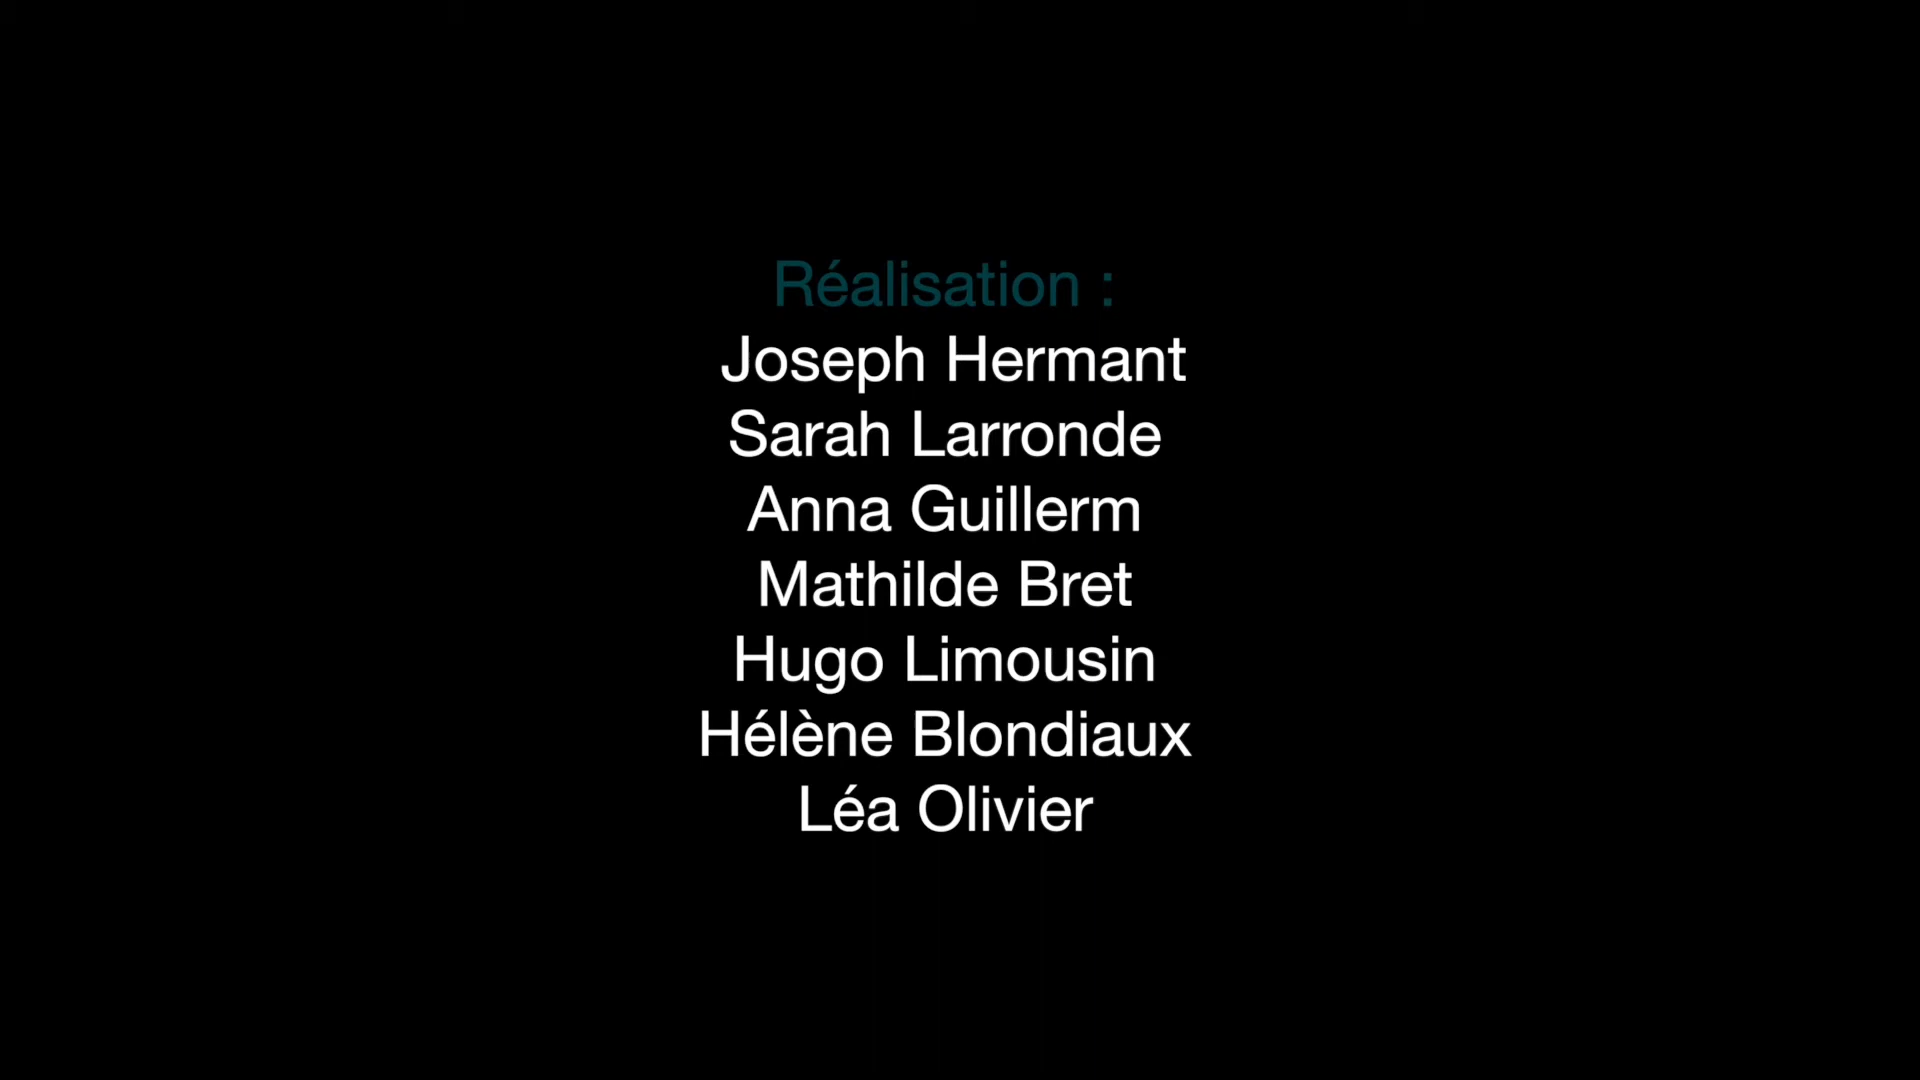 Réalisation :
Joseph Hermant
Sarah Larronde
Anna Guillerm
Mathilde Bret
Hugo Limousin
Hélène Blondiaux
Léa Olivier